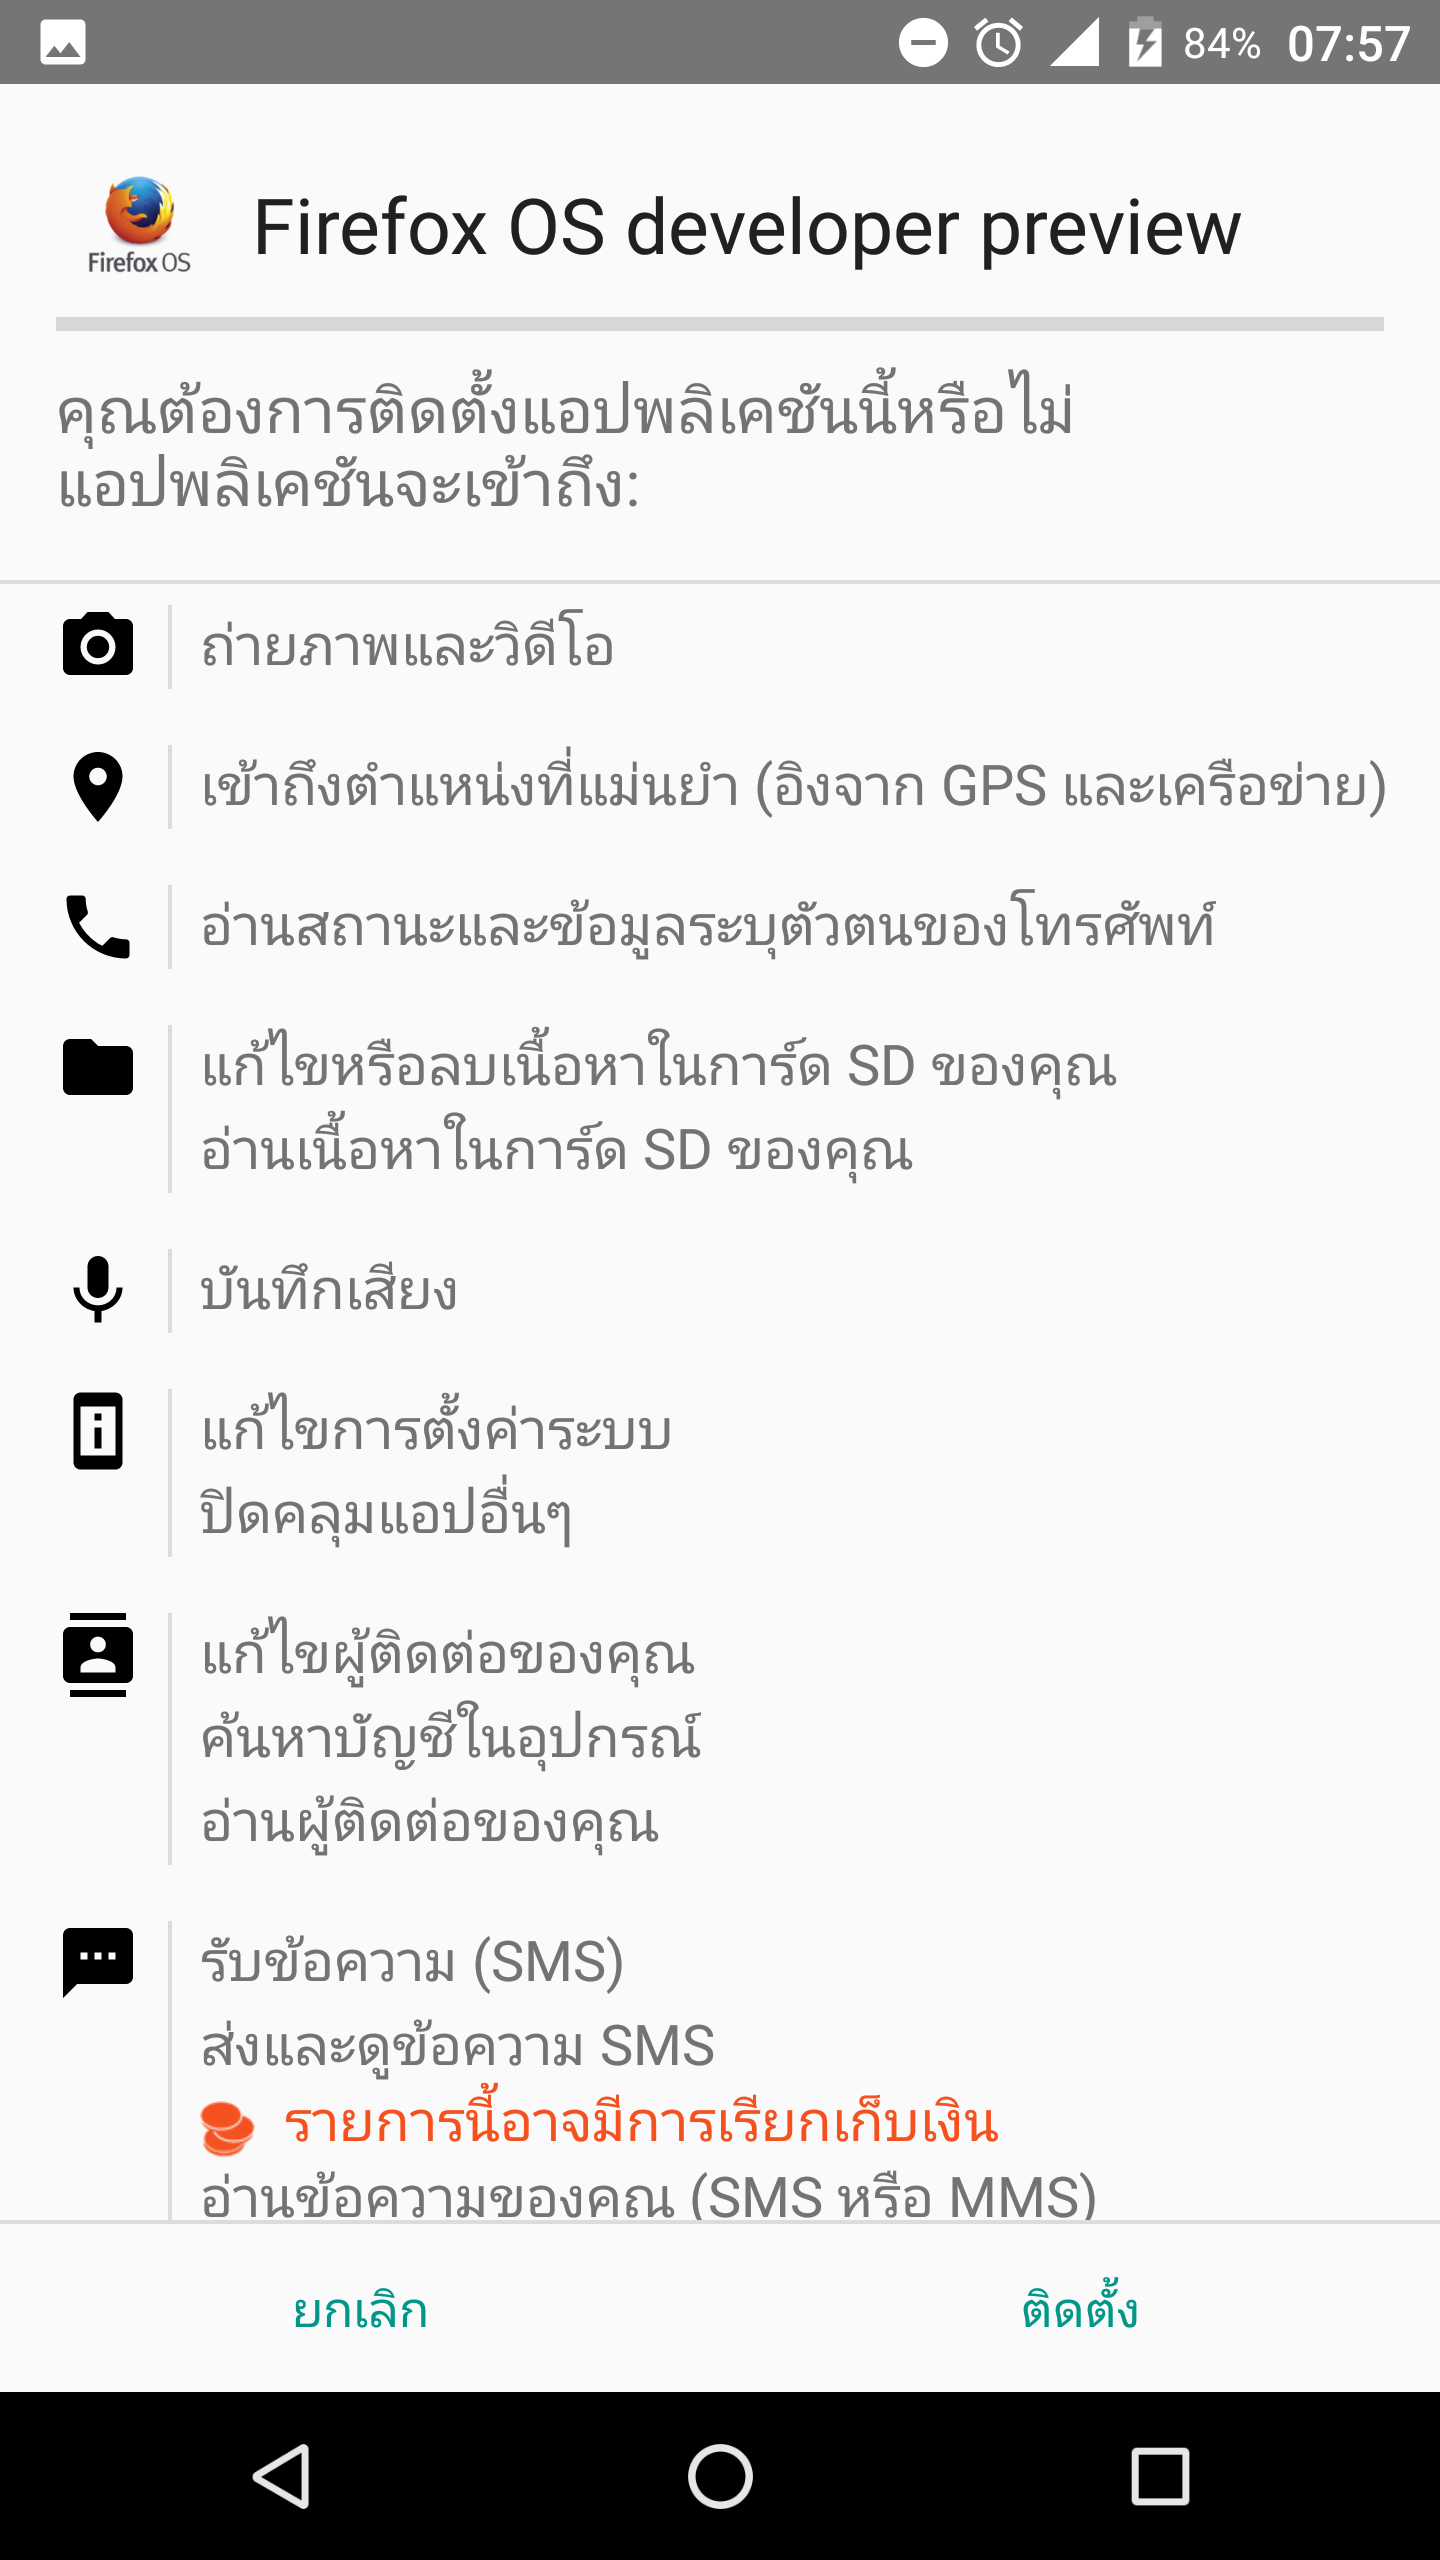 84% 07:57
Firefox OS
Firefox OS developer preview
คุณต้องการติดตั้งแอปพลิเคชันนี้หรือไม่
แอปพลิเคชันจะเข้าถึง:
ถ่ายภาพและวิดีโอ
เข้าถึงตำแหน่งที่แม่นยำ (อิงจาก GPS และเครือข่าย)
อ่านสถานะและข้อมูลระบุตัวตนของโทรศัพท์
แก้ไขหรือลบเนื้อหาในการ์ด SD ของคุณ
อ่านเนื้อหาในการ์ด SD ของคุณ
บันทึกเสียง
แก้ไขการตั้งค่าระบบ
ปิดคลุมแอปอื่นๆ
แก้ไขผู้ติดต่อของคุณ
ค้นหาบัญชีในอุปกรณ์
อ่านผู้ติดต่อของคุณ
รับข้อความ (SMS)
ส่งและดูข้อความ SMS
รายการนี้อาจมีการเรียกเก็บเงิน
อ่านข้อความของคุณ (SMS หรือ MMS)
ยกเลิก
ติดตั้ง